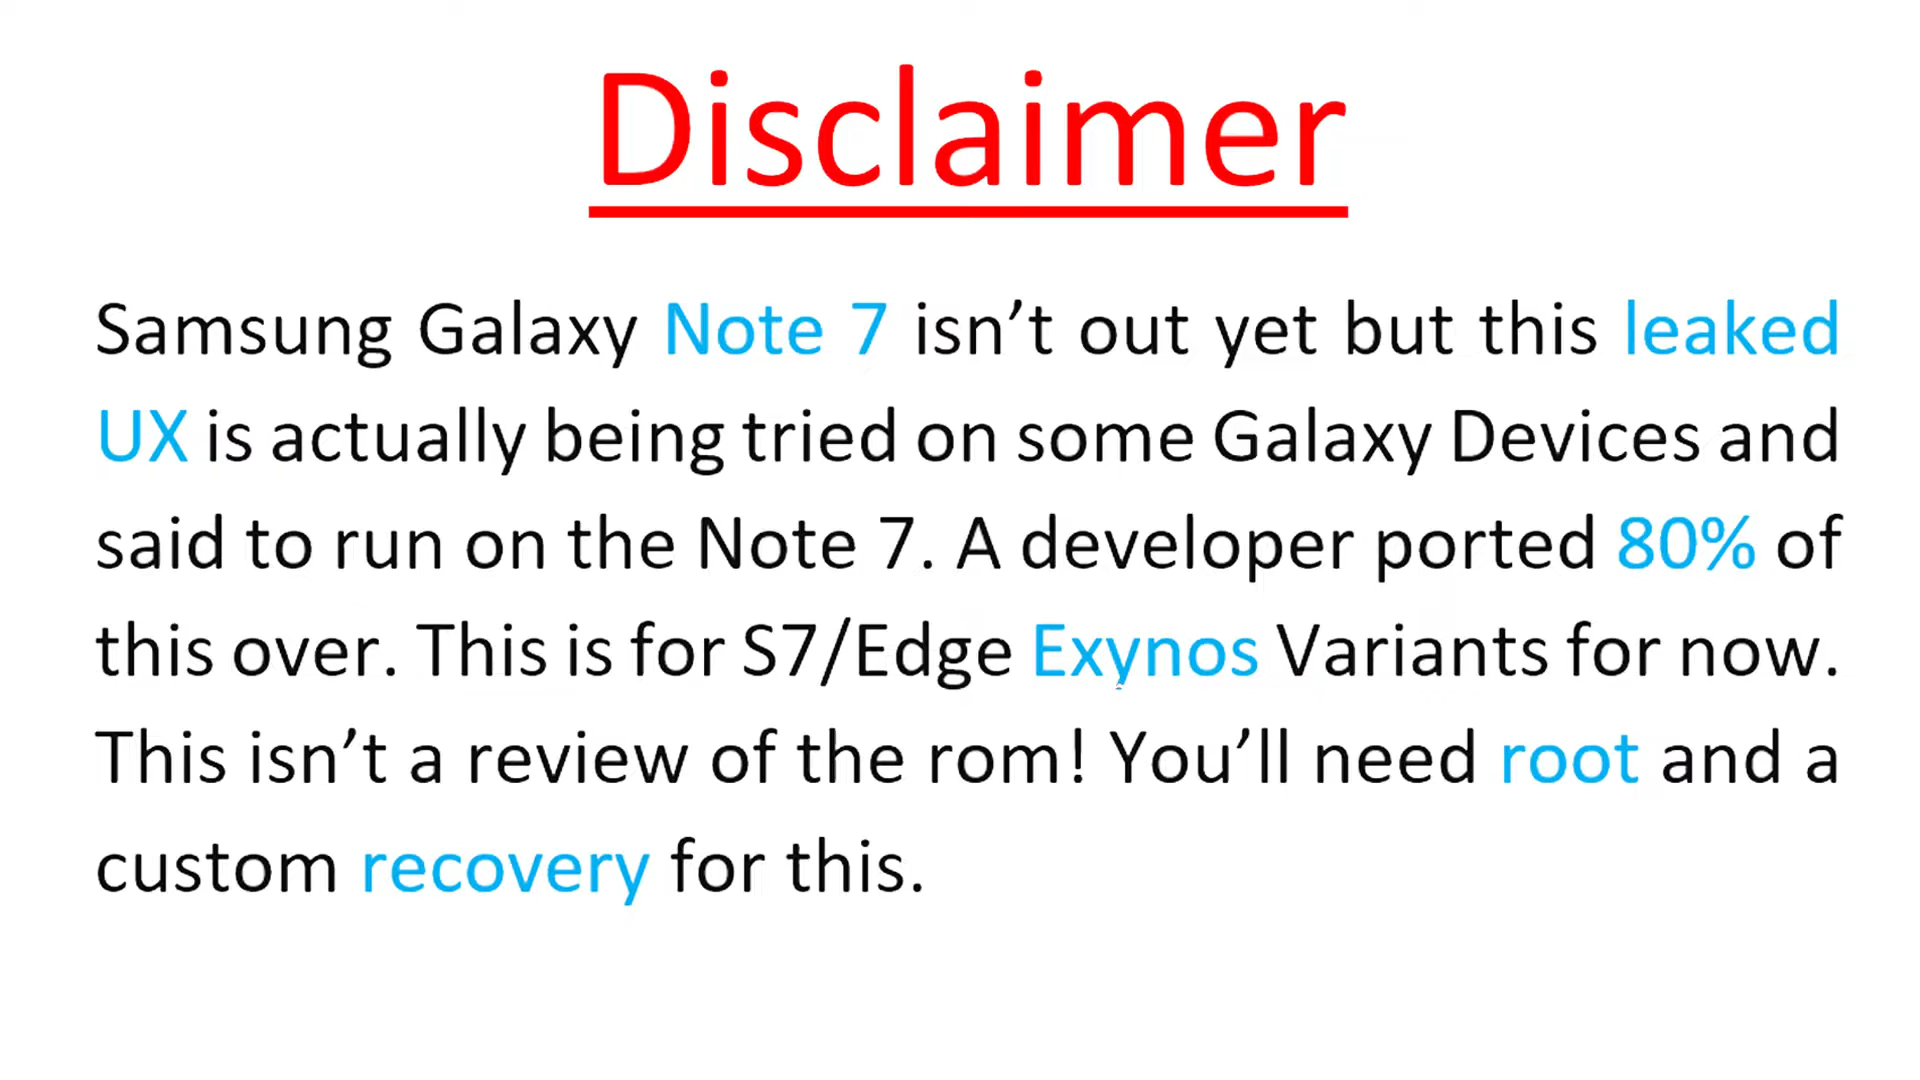 Disclaimer
Samsung Galaxy Note 7 isn’t out yet but this leaked
UX is actually being tried on some Galaxy Devices and
said to run on the Note 7. A developer ported 80% of
this over. This is for S7/Edge Exynos Variants for now.
This isn’t a review of the rom! You’ll need root and a
custom recovery for this.